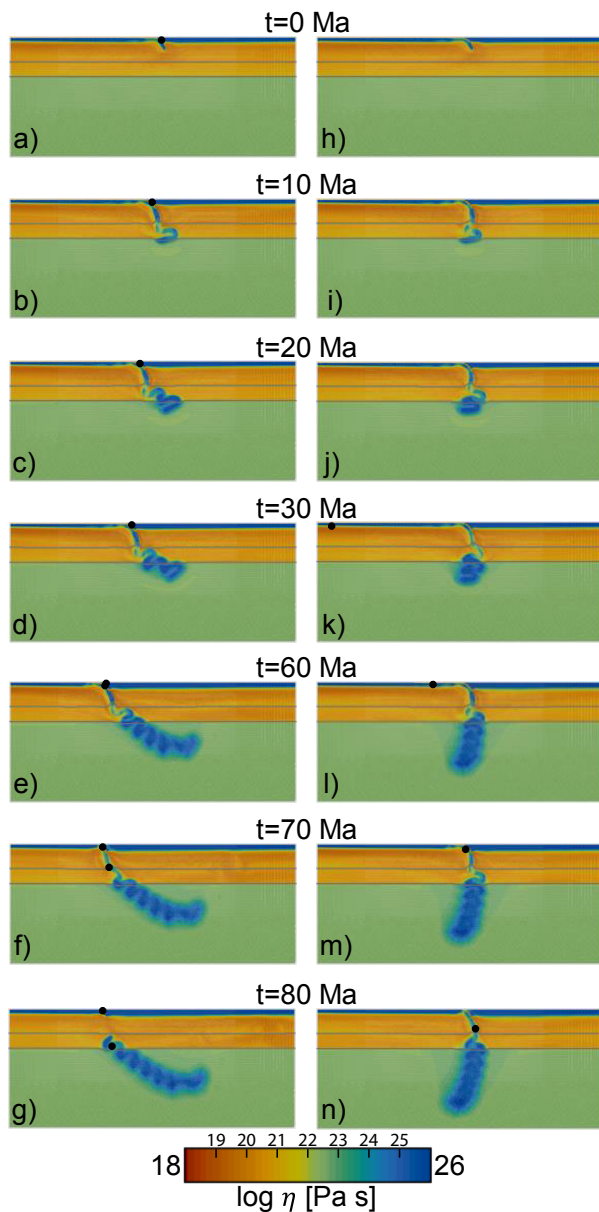 t=0 Ma
a) h)
t=10 Ma
b) i)
t=20 Ma
c) j)
t=30 Ma
d) k)
t=60 Ma
e) l)
t=70 Ma
f) m)
t=80 Ma
g) n)
19 20 21 22 23 24 25
18 26
log η [Pa s]